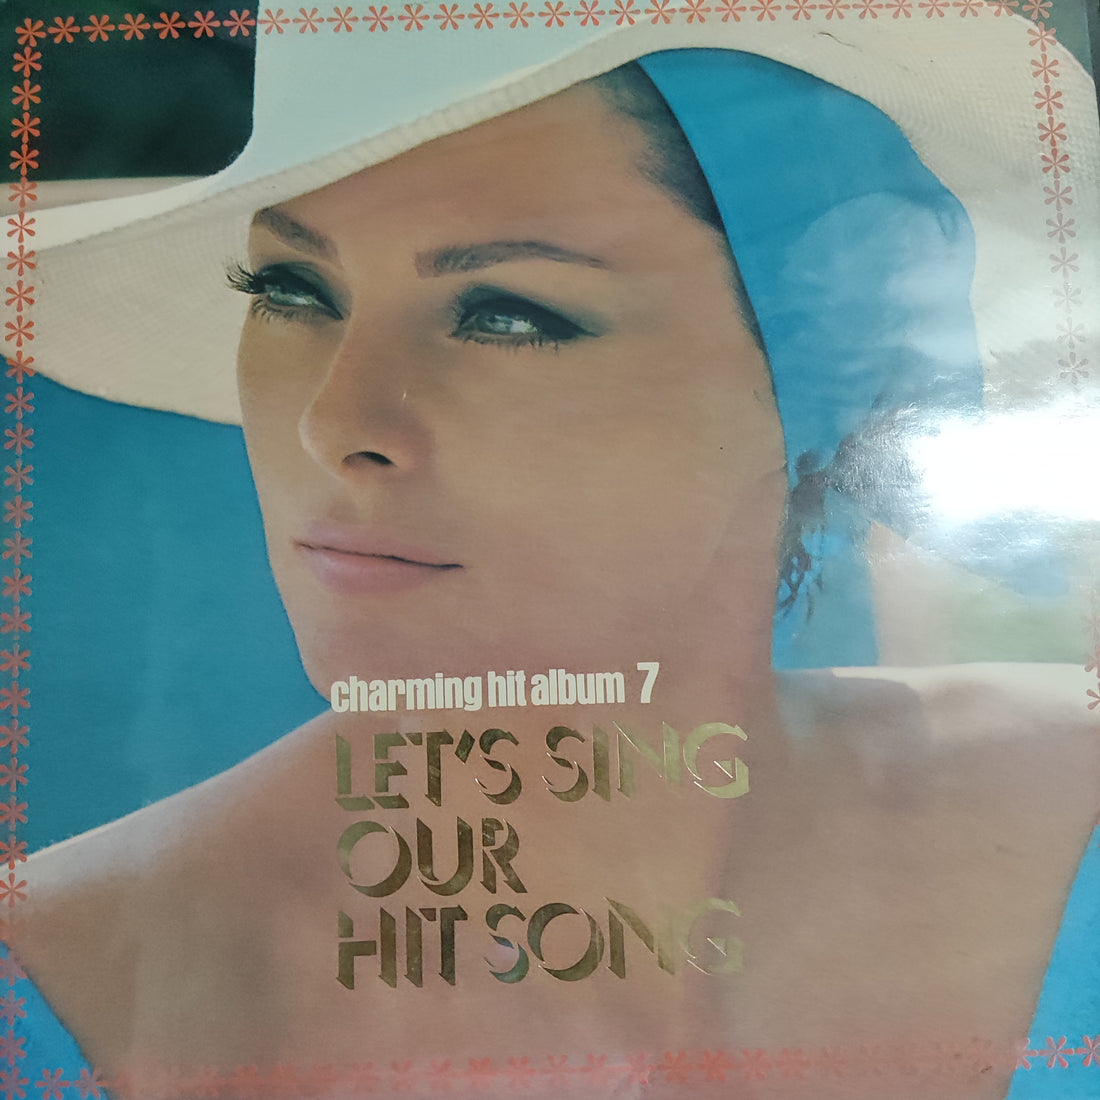 charming hit album 7
LET'S SING
OUR
HIT SONG